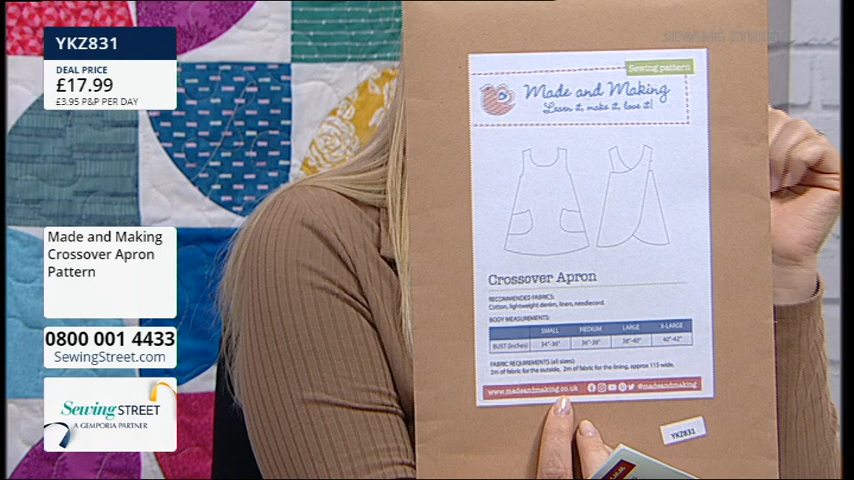 YKZ831
DEAL PRICE
£17.99
£3.95 P&P PER DAY
Made and Making
Crossover Apron
Pattern
0800 001 4433
SewingStreet.com
Sewing STREET
A GEMPORIA PARTNER
SEWING STREET
Sewing pattern
Made and Making
Learn it, make it, love it!
Crossover Apron
RECOMMENDED FABRICS:
Cotton, lightweight denim, linen, needlecord.
BODY MEASUREMENTS:
SMALL MEDIUM LARGE X-LARGE
BUST (inches) 34"-36" 36"-38" 38"-40" 40"-42"
FABRIC REQUIREMENTS (all sizes):
2m of fabric for the outside, 2m of fabric for the lining, approx 115 wide.
www.madeandmaking.co.uk @madeandmaking
YKZ831